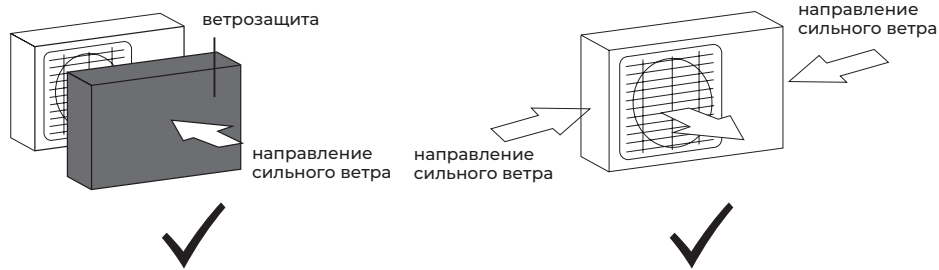 ветрозащита
направление
сильного ветра
направление
сильного ветра
направление
сильного ветра